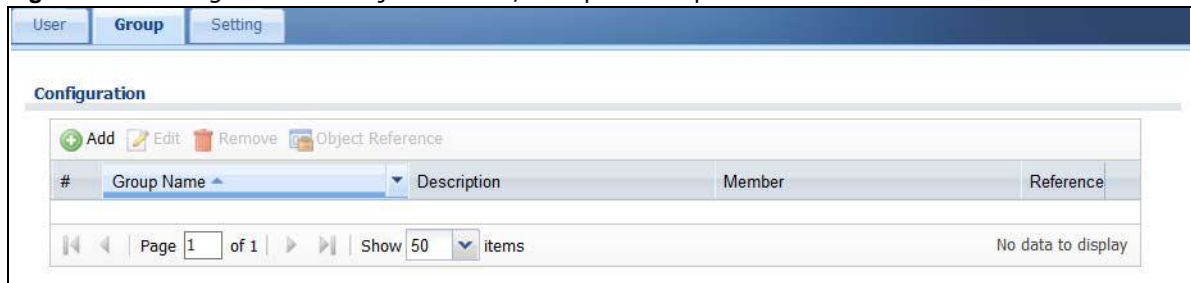 User Group Setting
Configuration
Add Edit Remove Object Reference
# Group Name Description Member Reference
Page 1 of 1 Show 50 items No data to display